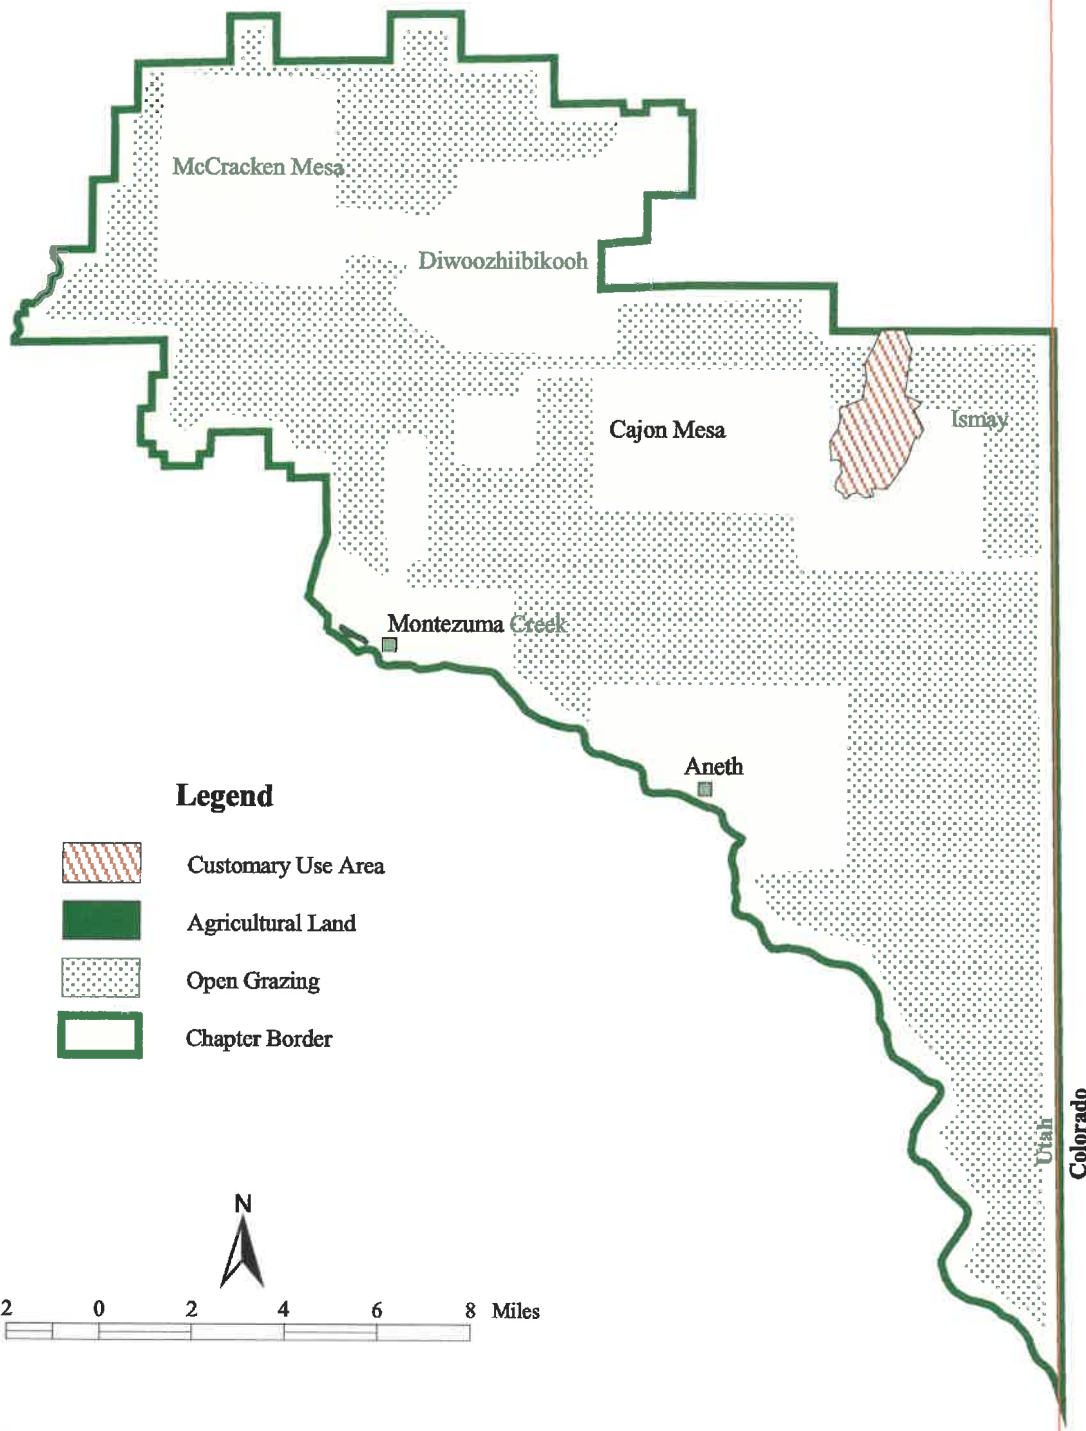 McCracken Mesa
Diwoozhiibikooh
Ismay
Cajon Mesa
Montezuma Creek
Aneth
Legend
Customary Use Area
Agricultural Land
Open Grazing
Chapter Border
Utah
Colorado
N
2 0 2 4 6 8 Miles